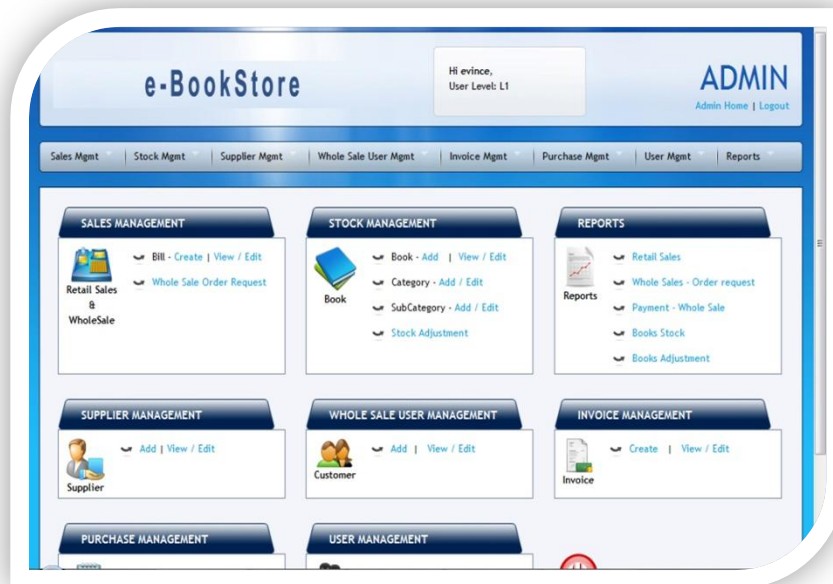 e-BookStore
Hi evince,
User Level: L1
ADMIN
Admin Home | Logout
Sales Mgmt | Stock Mgmt | Supplier Mgmt | Whole Sale User Mgmt | Invoice Mgmt | Purchase Mgmt | User Mgmt | Reports
SALES MANAGEMENT
Retail Sales
&
WholeSale
Bill - Create | View / Edit
Whole Sale Order Request
STOCK MANAGEMENT
Book
Book - Add | View / Edit
Category - Add / Edit
SubCategory - Add / Edit
Stock Adjustment
REPORTS
Reports
Retail Sales
Whole Sales - Order request
Payment - Whole Sale
Books Stock
Books Adjustment
SUPPLIER MANAGEMENT
Supplier
Add | View / Edit
WHOLE SALE USER MANAGEMENT
Customer
Add | View / Edit
INVOICE MANAGEMENT
Invoice
Create | View / Edit
PURCHASE MANAGEMENT
USER MANAGEMENT